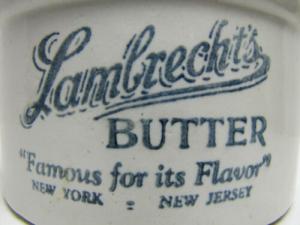 Lambrecht's
BUTTER
"Famous for its Flavor"
NEW YORK = NEW JERSEY